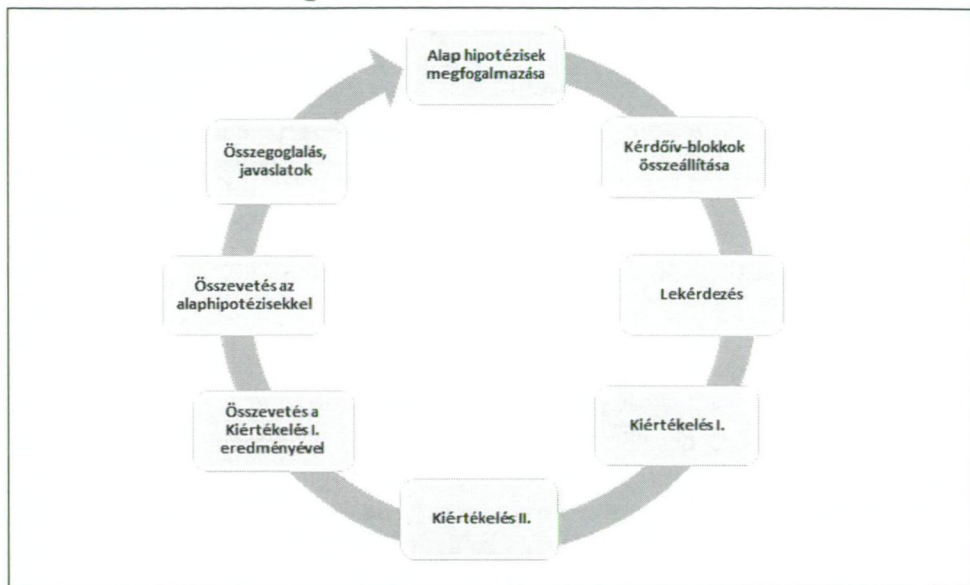 Alap hipotézisek
megfogalmazása
Kérdőív-blokkok
összeállítása
Lekérdezés
Kiértékelés I.
Kiértékelés II.
Összevetés a
Kiértékelés I.
eredményével
Összevetés az
alaphipotézisekkel
Összegoglalás,
javaslatok